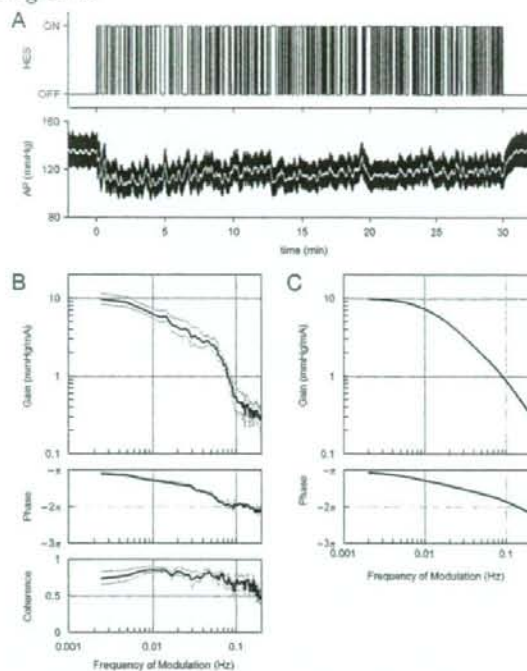 A
ON
HES
OFF
160
AP (mmHg)
120
80
0 5 10 15 20 25 30
time (min)
B
C
10
10
Gain (mmHg/mA)
Gain (mmHg/mA)
1
1
0.1
0.1
-π
-π
Phase
Phase
-2π
-2π
-3π
-3π
0.001 0.01 0.1
Frequency of Modulation (Hz)
1
Coherence
0.5
0
0.001 0.01 0.1
Frequency of Modulation (Hz)